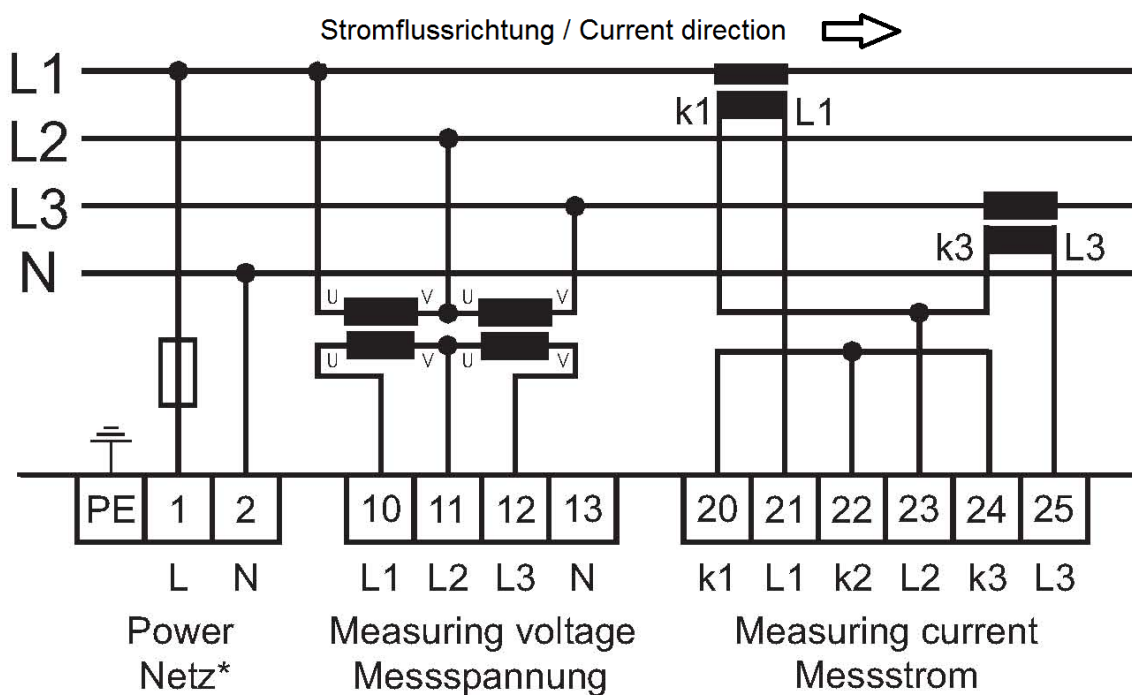 Stromflussrichtung / Current direction
L1
k1 L1
L2
L3
k3 L3
N
U V U V
U V U V
PE 1 2 10 11 12 13 20 21 22 23 24 25
L N L1 L2 L3 N k1 L1 k2 L2 k3 L3
Power Measuring voltage Measuring current
Netz* Messspannung Messstrom